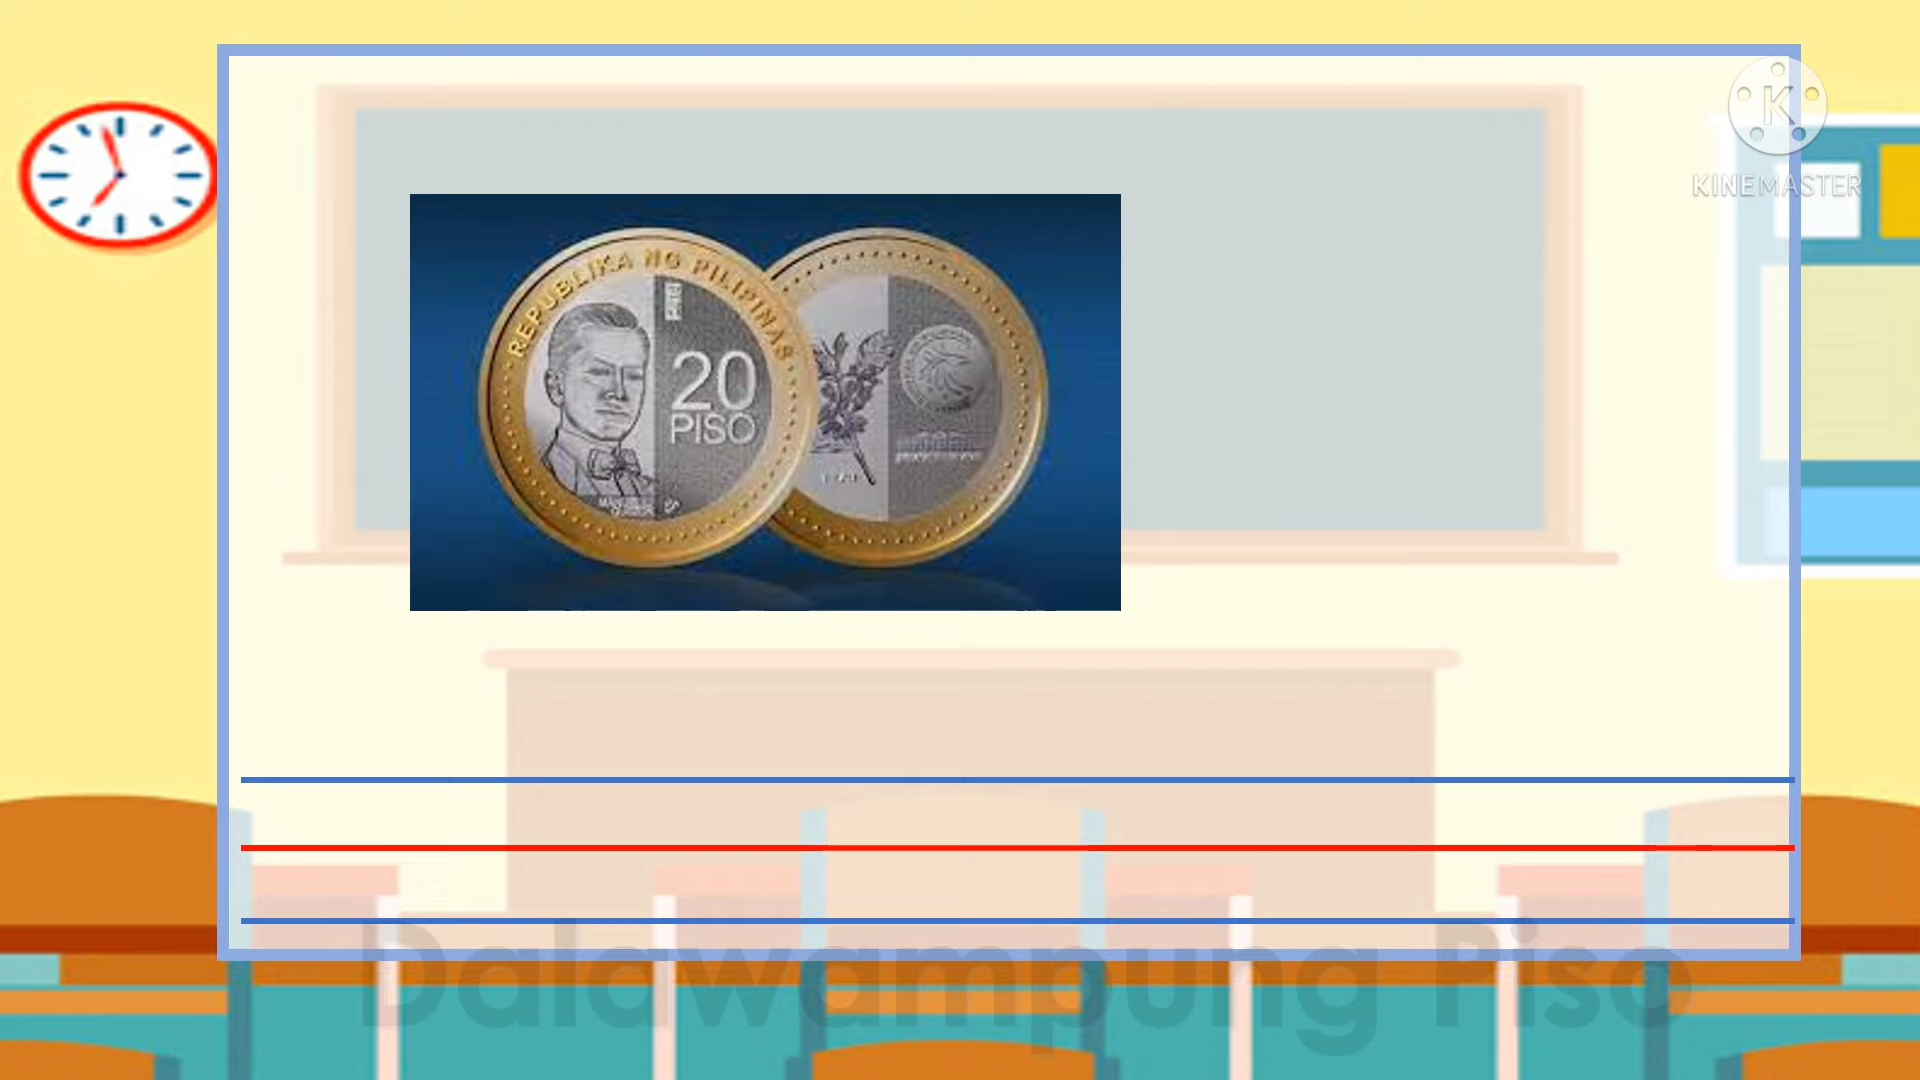 K
KINEMASTER
REPUBLIKA NG PILIPINAS
20
PISO
Dalawampung Piso